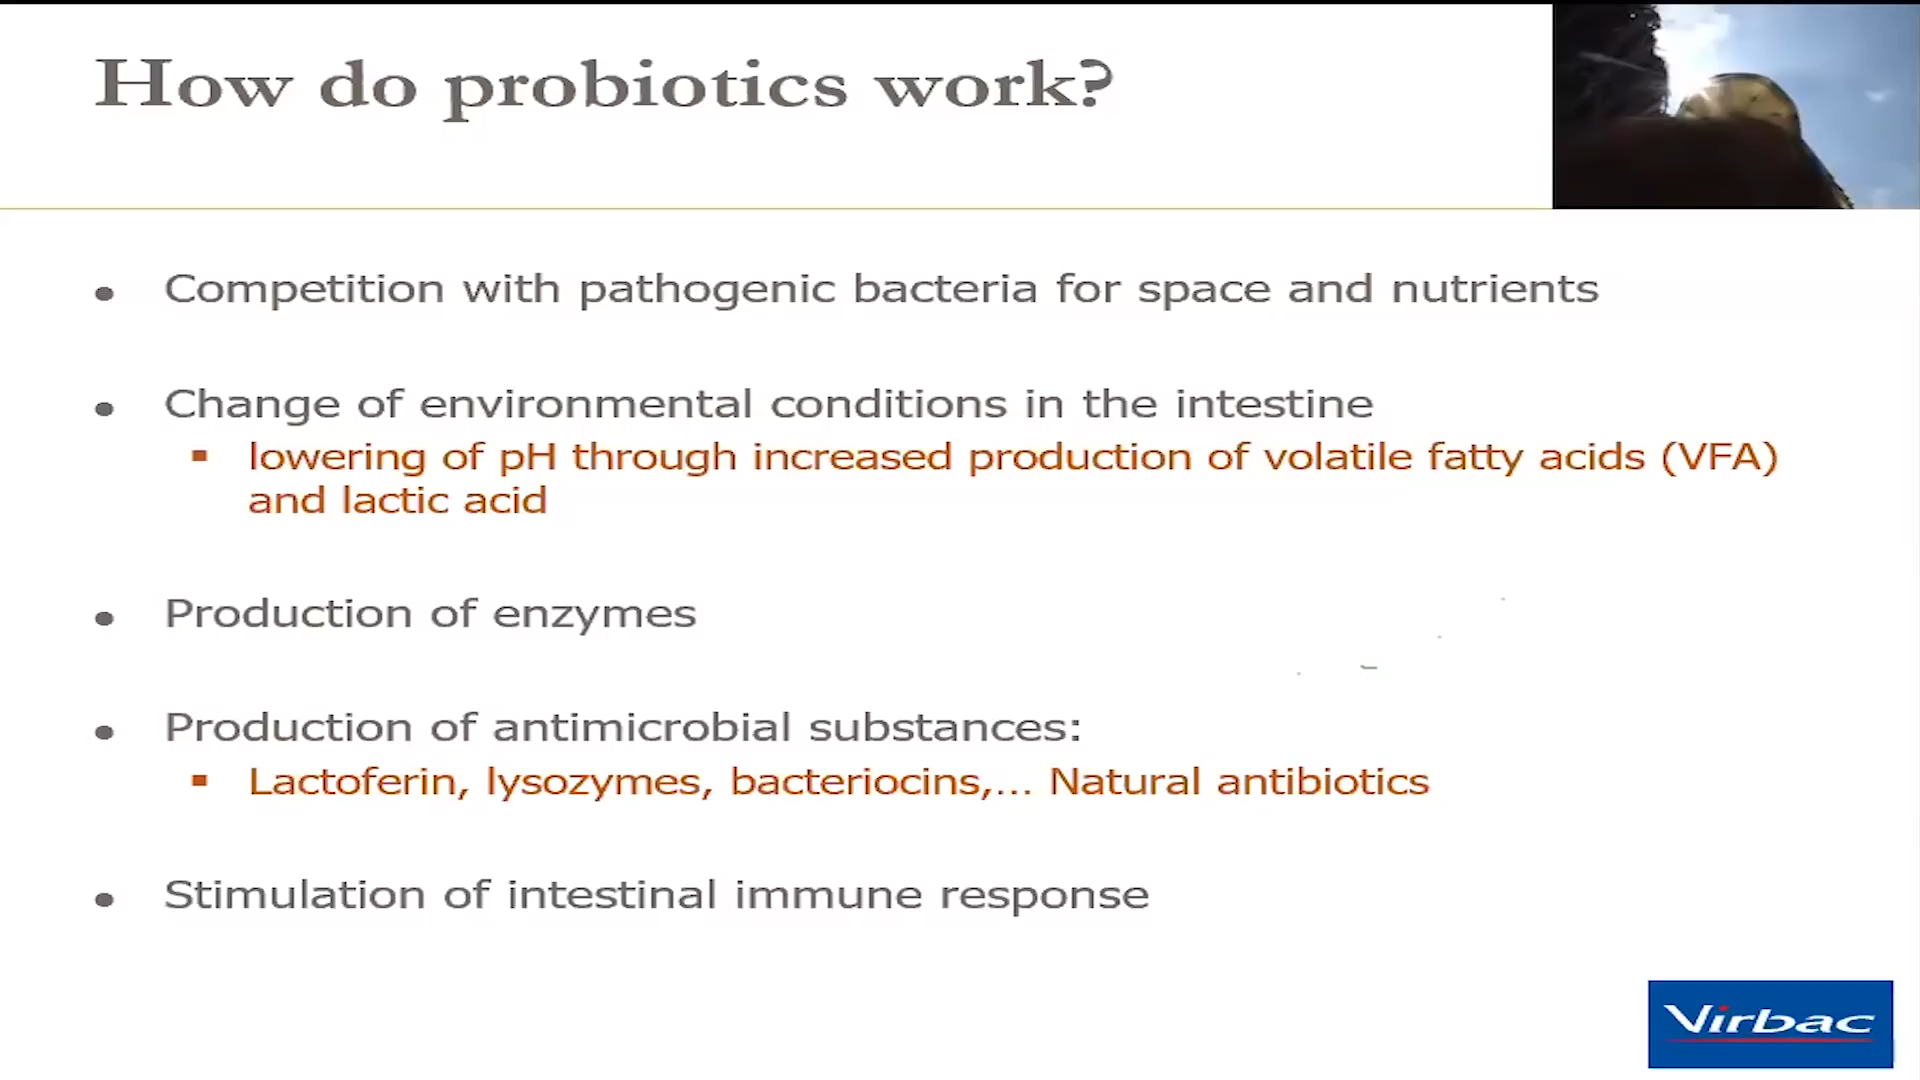 How do probiotics work?
• Competition with pathogenic bacteria for space and nutrients
• Change of environmental conditions in the intestine
▪ lowering of pH through increased production of volatile fatty acids (VFA)
and lactic acid
• Production of enzymes
• Production of antimicrobial substances:
▪ Lactoferin, lysozymes, bacteriocins,... Natural antibiotics
• Stimulation of intestinal immune response
Virbac